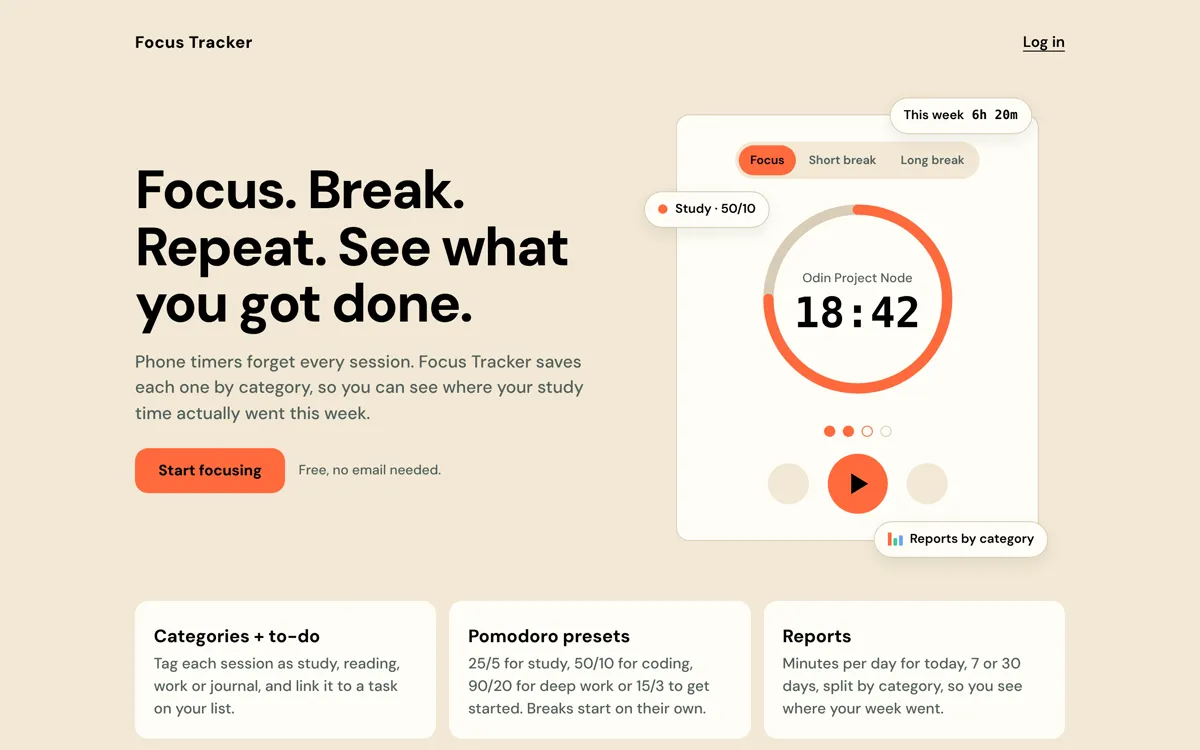 Focus Tracker
Log in
Focus. Break.
Repeat. See what
you got done.
Phone timers forget every session. Focus Tracker saves
each one by category, so you can see where your study
time actually went this week.
Start focusing
Free, no email needed.
This week 6h 20m
Focus
Short break
Long break
Study · 50/10
Odin Project Node
18:42
Reports by category
Categories + to-do
Tag each session as study, reading,
work or journal, and link it to a task
on your list.
Pomodoro presets
25/5 for study, 50/10 for coding,
90/20 for deep work or 15/3 to get
started. Breaks start on their own.
Reports
Minutes per day for today, 7 or 30
days, split by category, so you see
where your week went.